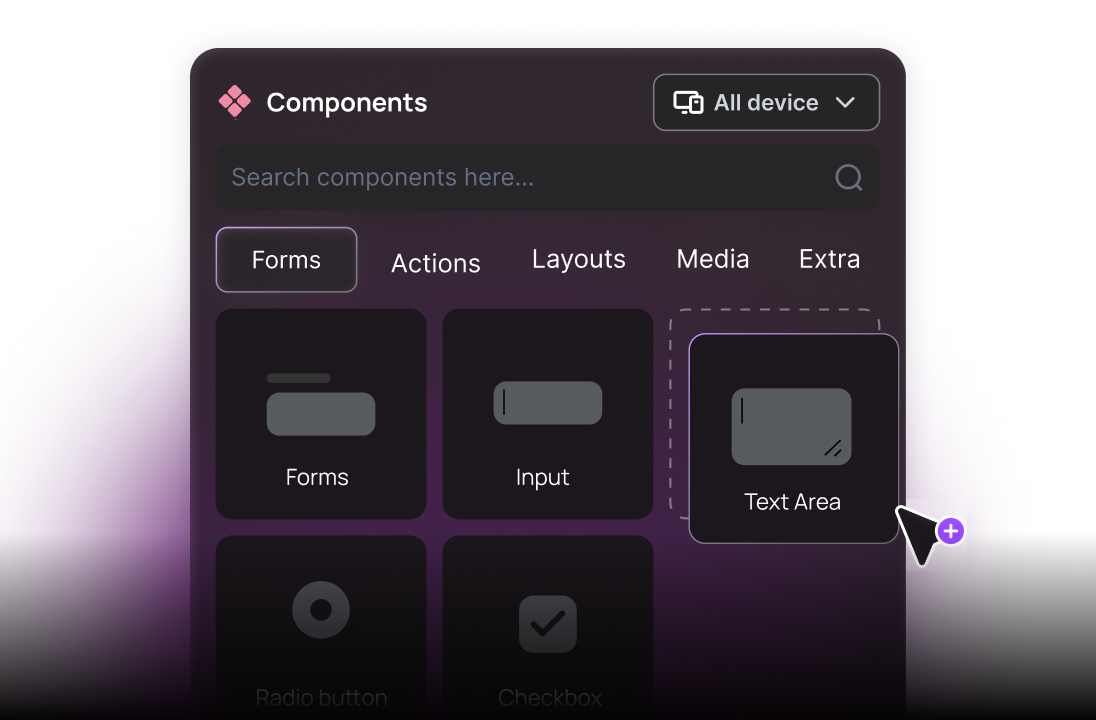 Components
All device
Search components here...
Forms
Actions
Layouts
Media
Extra
Forms
Input
Text Area
Radio button
Checkbox